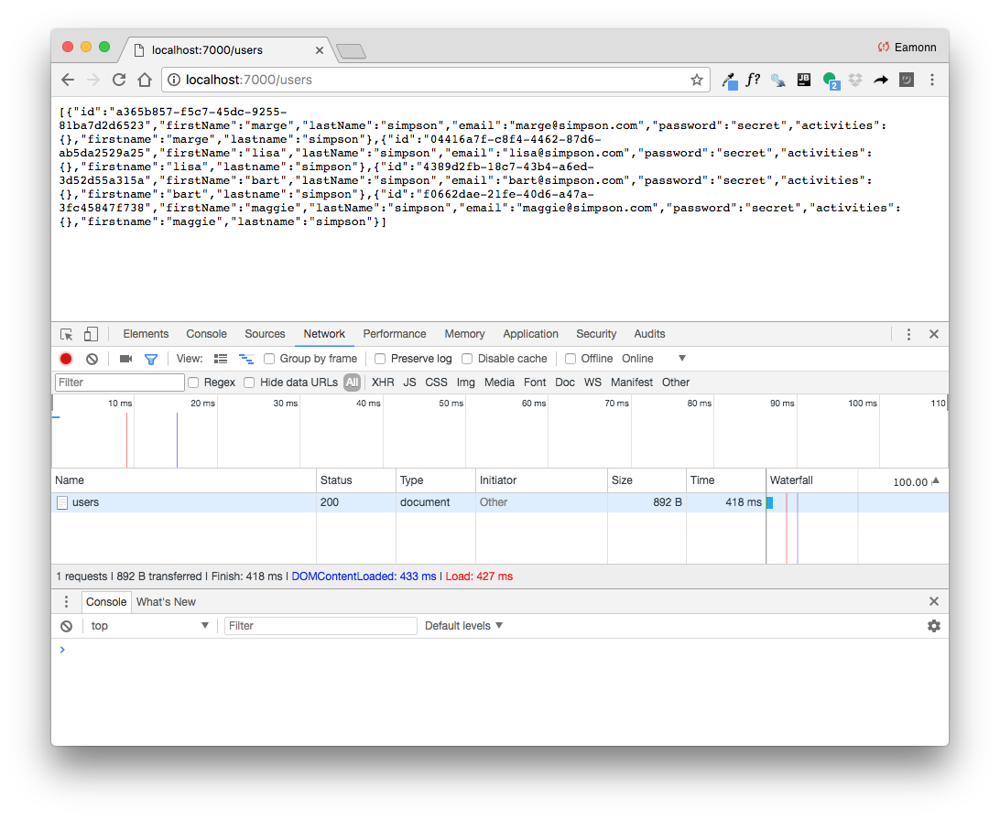 localhost:7000/users
Eamonn
localhost:7000/users
f?
JB
2
[{"id":"a365b857-f5c7-45dc-9255-
81ba7d2d6523","firstName":"marge","lastName":"simpson","email":"marge@simpson.com","password":"secret","activities":
{},"firstname":"marge","lastname":"simpson"},{"id":"04416a7f-c8f4-4462-87d6-
ab5da2529a25","firstName":"lisa","lastName":"simpson","email":"lisa@simpson.com","password":"secret","activities":
{},"firstname":"lisa","lastname":"simpson"},{"id":"4389d2fb-18c7-43b4-a6ed-
3d52d55a315a","firstName":"bart","lastName":"simpson","email":"bart@simpson.com","password":"secret","activities":
{},"firstname":"bart","lastname":"simpson"},{"id":"f0662dae-21fe-40d6-a47a-
3fc45847f738","firstName":"maggie","lastName":"simpson","email":"maggie@simpson.com","password":"secret","activities":
{},"firstname":"maggie","lastname":"simpson"}]
Elements Console Sources Network Performance Memory Application Security Audits
View: Group by frame Preserve log Disable cache Offline Online
Filter Regex Hide data URLs All XHR JS CSS Img Media Font Doc WS Manifest Other
10 ms 20 ms 30 ms 40 ms 50 ms 60 ms 70 ms 80 ms 90 ms 100 ms 110
Name Status Type Initiator Size Time Waterfall 100.00
users 200 document Other 892 B 418 ms
1 requests | 892 B transferred | Finish: 418 ms | DOMContentLoaded: 433 ms | Load: 427 ms
Console What's New
top Filter Default levels